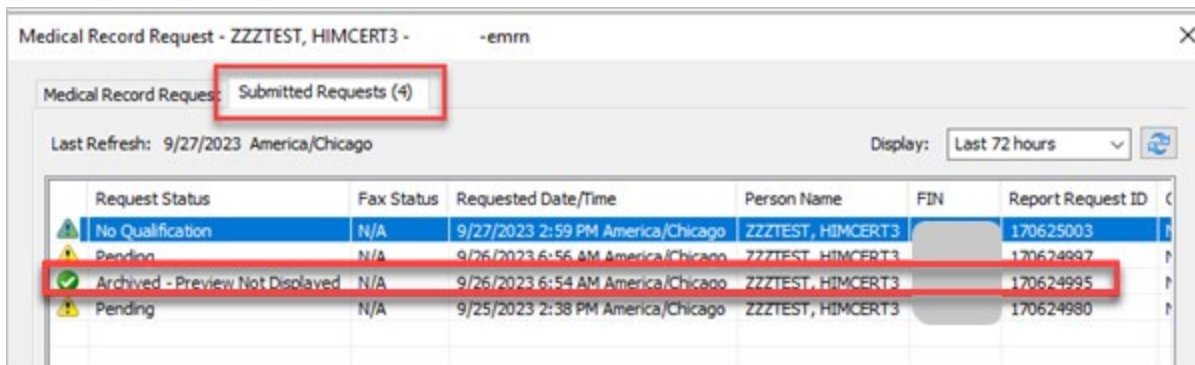 Medical Record Request - ZZZTEST, HIMCERT3 - -emrn
Medical Record Request Submitted Requests (4)
Last Refresh: 9/27/2023 America/Chicago Display: Last 72 hours
Request Status Fax Status Requested Date/Time Person Name FIN Report Request ID
No Qualification N/A 9/27/2023 2:59 PM America/Chicago ZZZTEST, HIMCERT3 170625003
Pending N/A 9/26/2023 6:56 AM America/Chicago ZZZTEST, HIMCERT3 170624997
Archived - Preview Not Displayed N/A 9/26/2023 6:54 AM America/Chicago ZZZTEST, HIMCERT3 170624995
Pending N/A 9/25/2023 2:38 PM America/Chicago ZZZTEST, HIMCERT3 170624980